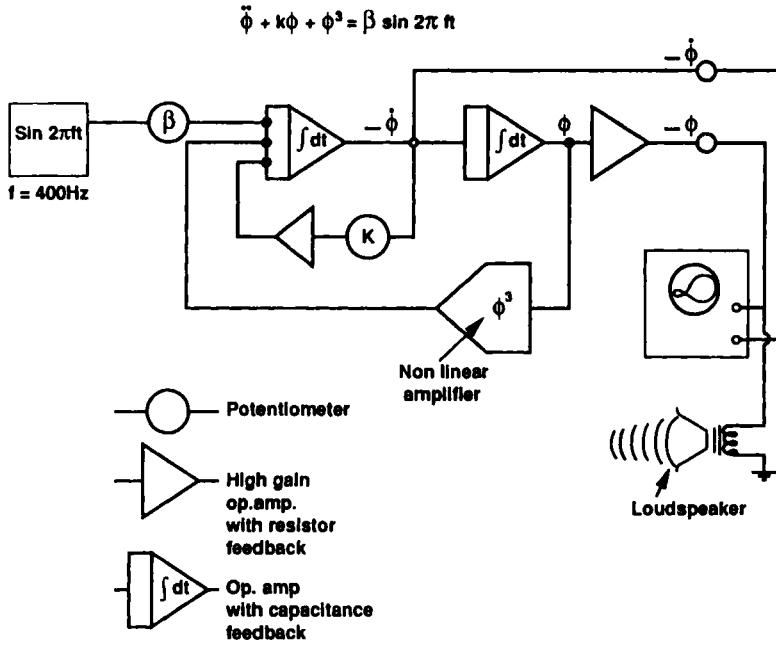 φ̈ + kφ + φ³ = β sin 2π ft
– φ̇
Sin 2πft
β
∫dt
– φ̇
∫dt
φ
– φ
f = 400Hz
K
φ³
Non linear
amplifier
Potentiometer
High gain
op.amp.
with resistor
feedback
Loudspeaker
∫dt
Op. amp
with capacitance
feedback